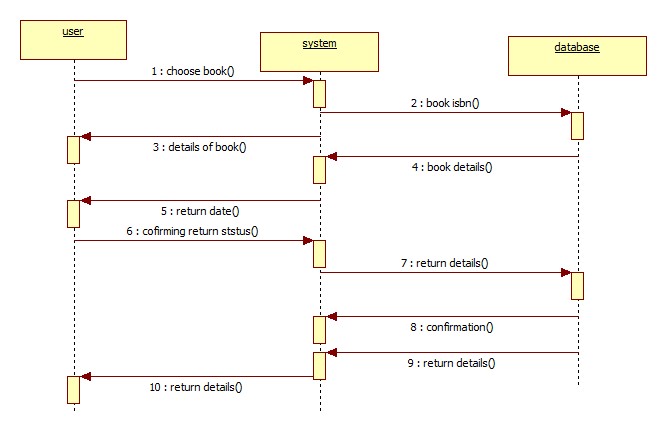 user
system
database
1 : choose book()
2 : book isbn()
3 : details of book()
4 : book details()
5 : return date()
6 : cofirming return ststus()
7 : return details()
8 : confirmation()
9 : return details()
10 : return details()